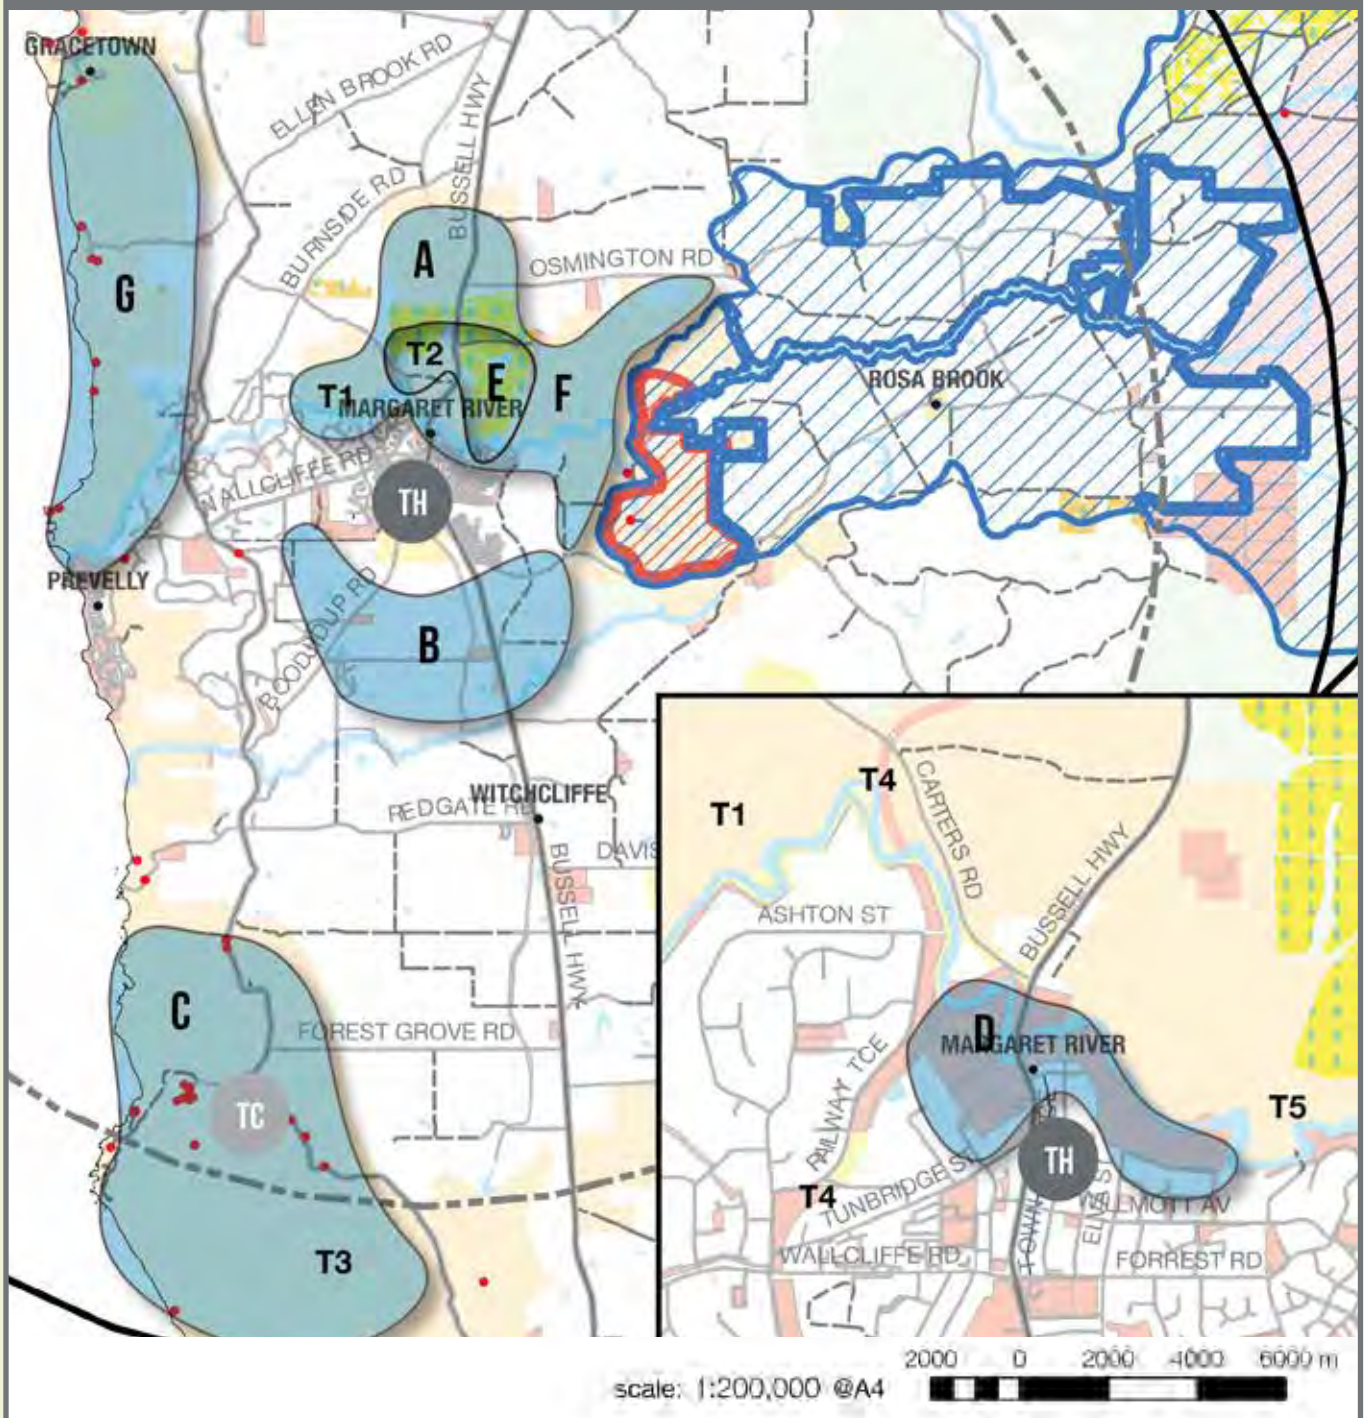 GRACETOWN
ELLEN BROOK RD
BUSSELL HWY
BURNSIDE RD
A
OSMINGTON RD
G
T2
E
F
T1
MARGARET RIVER
ROSA BROOK
WALLCLIFFE RD
TH
PREVELLY
BOODJIDUP RD
B
WITCHCLIFFE
REDGATE RD
DAVIS
BUSSELL HWY
C
FOREST GROVE RD
TC
T3
T4
T1
CARTERS RD
BUSSELL HWY
ASHTON ST
D
MARGARET RIVER
RAILWAY TCE
T5
TH
T4
TUNBRIDGE ST
ELLIS S
LLMOTT AV
TOWN
WALLCLIFFE RD
FORREST RD
2000 0 2000 4000 6000 m
scale: 1:200,000 @A4